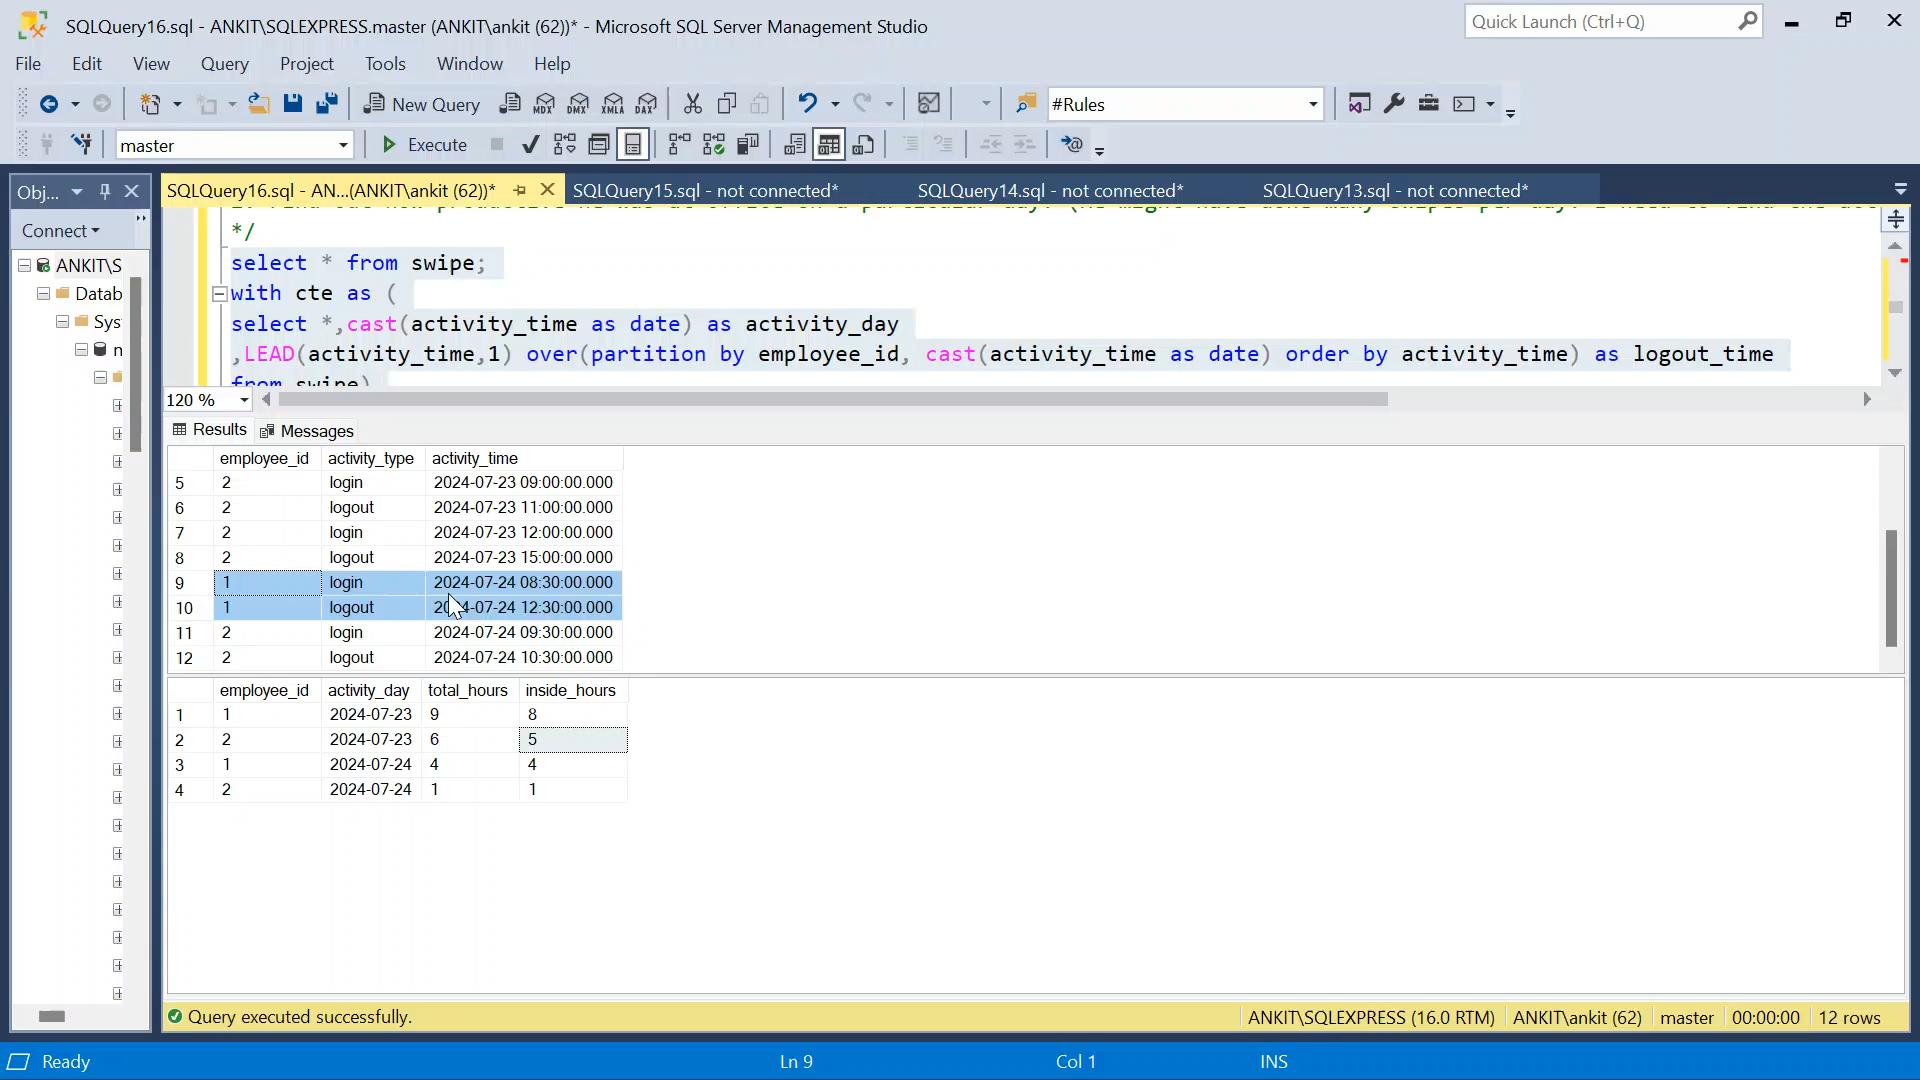 SQLQuery16.sql - ANKIT\SQLEXPRESS.master (ANKIT\ankit (62))* - Microsoft SQL Server Management Studio
Quick Launch (Ctrl+Q)
File Edit View Query Project Tools Window Help
New Query
MDX DMX XMLA DAX
#Rules
master
Execute
Obj...
SQLQuery16.sql - AN...(ANKIT\ankit (62))*
SQLQuery15.sql - not connected*
SQLQuery14.sql - not connected*
SQLQuery13.sql - not connected*
Connect
ANKIT\S
Datab
Sys
*/
select * from swipe;
with cte as (
select *,cast(activity_time as date) as activity_day
,LEAD(activity_time,1) over(partition by employee_id, cast(activity_time as date) order by activity_time) as logout_time
from swipe)
120 %
Results Messages
employee_id activity_type activity_time
5 2 login 2024-07-23 09:00:00.000
6 2 logout 2024-07-23 11:00:00.000
7 2 login 2024-07-23 12:00:00.000
8 2 logout 2024-07-23 15:00:00.000
9 1 login 2024-07-24 08:30:00.000
10 1 logout 2024-07-24 12:30:00.000
11 2 login 2024-07-24 09:30:00.000
12 2 logout 2024-07-24 10:30:00.000
employee_id activity_day total_hours inside_hours
1 1 2024-07-23 9 8
2 2 2024-07-23 6 5
3 1 2024-07-24 4 4
4 2 2024-07-24 1 1
Query executed successfully.
ANKIT\SQLEXPRESS (16.0 RTM) ANKIT\ankit (62) master 00:00:00 12 rows
Ready Ln 9 Col 1 INS